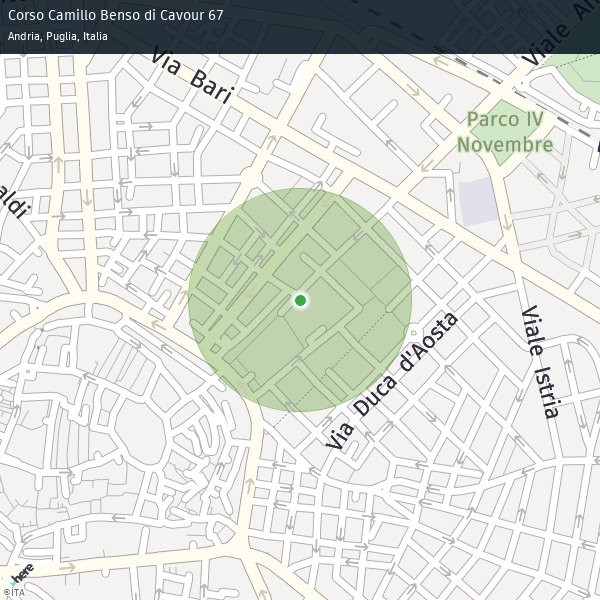 Corso Camillo Benso di Cavour 67
Andria, Puglia, Italia
Via Bari
Viale A
Parco IV
Novembre
aldi
Viale Istria
Via Duca d'Aosta
here
©ITA